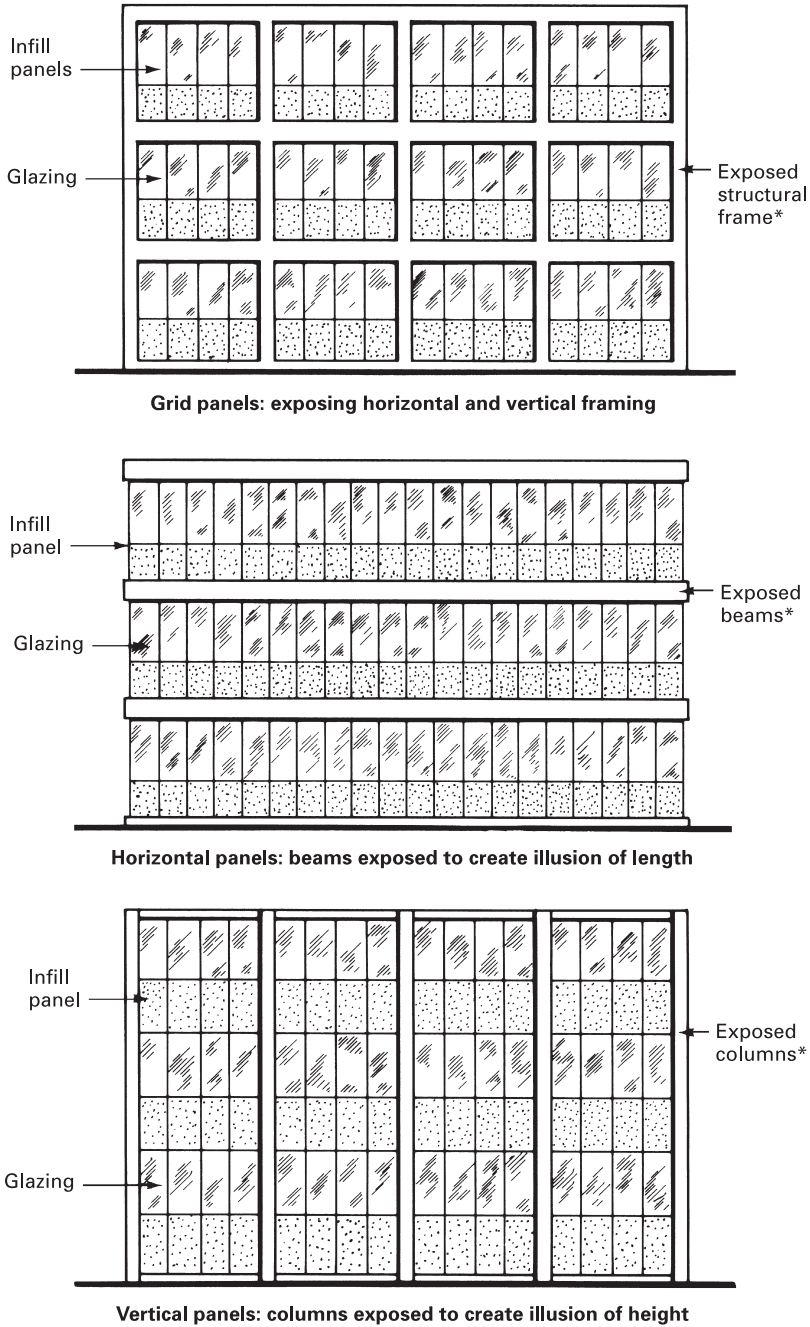 Infill
panels
Glazing
Exposed
structural
frame*
Grid panels: exposing horizontal and vertical framing
Infill
panel
Exposed
beams*
Glazing
Horizontal panels: beams exposed to create illusion of length
Infill
panel
Exposed
columns*
Glazing
Vertical panels: columns exposed to create illusion of height